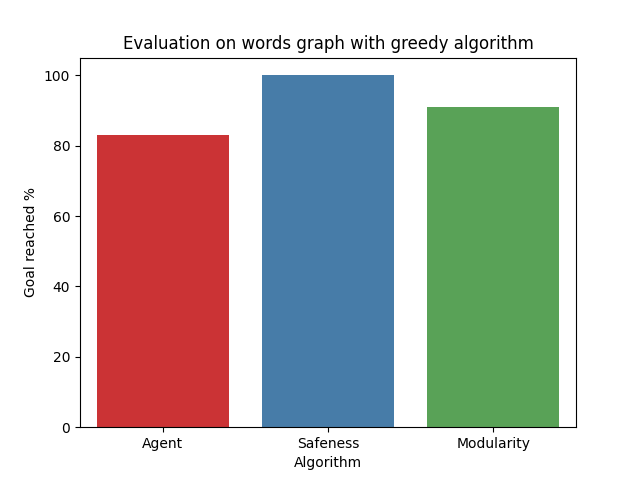 Evaluation on words graph with greedy algorithm
100
80
60
40
20
0
Goal reached %
Agent Safeness Modularity
Algorithm